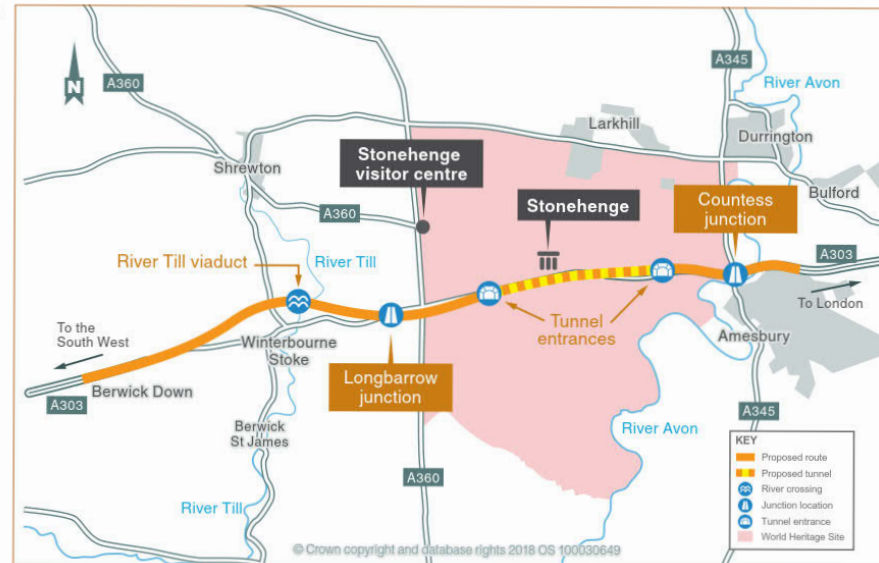 A360
N
A345
River Avon
Larkhill
Durrington
Shrewton
Stonehenge
visitor centre
Bulford
Countess
junction
Stonehenge
A360
River Till viaduct
River Till
A303
To London
Tunnel
entrances
To the
South West
Winterbourne
Stoke
Amesbury
Longbarrow
junction
Berwick Down
A303
Berwick
St James
River Avon
A345
KEY
Proposed route
Proposed tunnel
River crossing
Junction location
Tunnel entrance
World Heritage Site
A360
River Till
© Crown copyright and database rights 2018 OS 100030649